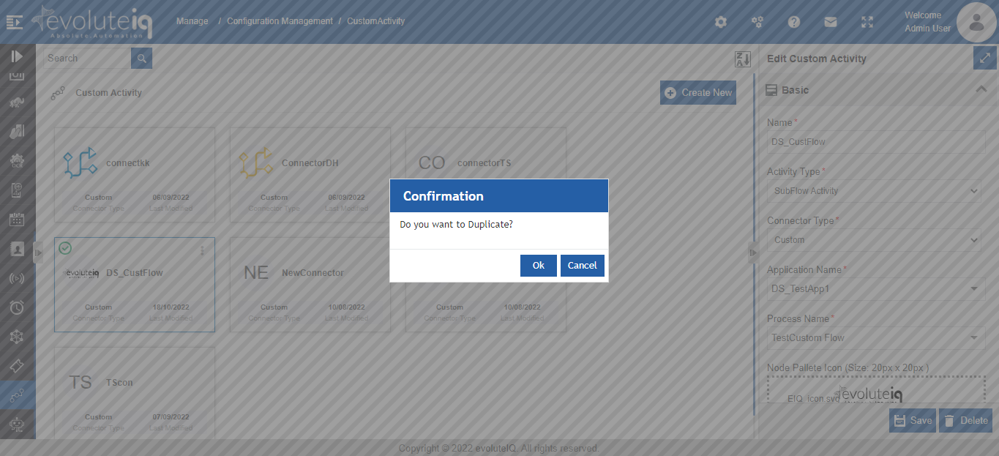 evoluteiq
Absolute Automation
Manage / Configuration Management / CustomActivity
Welcome
Admin User
Search
Z
A
Edit Custom Activity
Custom Activity
Create New
Basic
connectkk
Custom 06/09/2022
Connector Type Last Modified
ConnectorDH
Custom 06/09/2022
Connector Type Last Modified
CO connectorTS
Confirmation
Do you want to Duplicate?
Ok Cancel
evoluteiq DS_CustFlow
Custom 18/10/2022
Connector Type Last Modified
NE NewConnector
Custom 10/08/2022
Connector Type Last Modified
Custom 10/08/2022
Connector Type Last Modified
TS TScon
Custom 07/09/2022
Connector Type Last Modified
Name *
DS_CustFlow
Activity Type *
SubFlow Activity
Connector Type *
Custom
Application Name *
DS_TestApp1
Process Name *
TestCustom Flow
Node Pallete Icon (Size: 20px x 20px )
EIQ_icon.svg
evoluteiq
Save Delete
Copyright © 2022 evoluteIQ. All rights reserved.